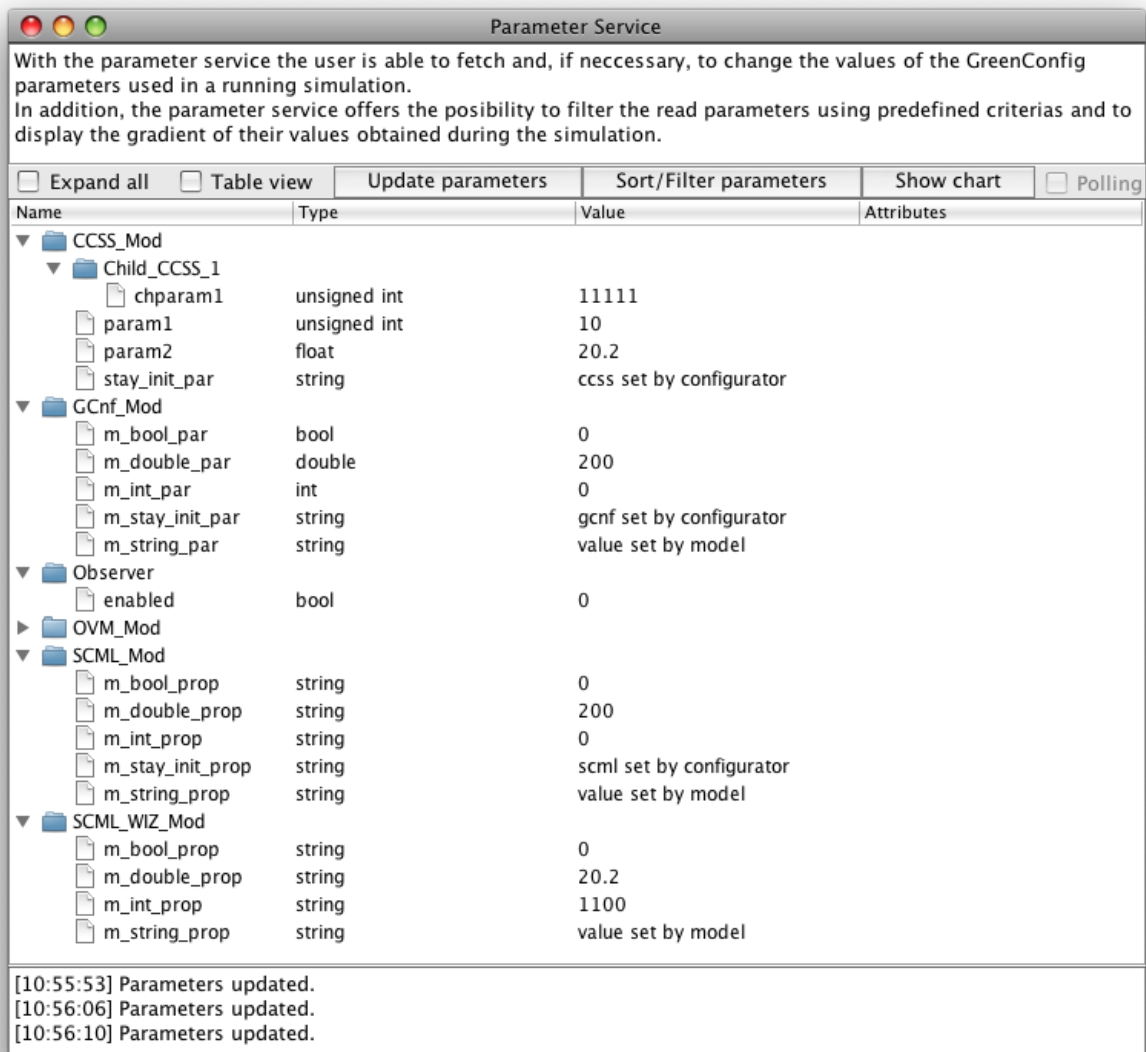 Parameter Service
With the parameter service the user is able to fetch and, if neccessary, to change the values of the GreenConfig
parameters used in a running simulation.
In addition, the parameter service offers the posibility to filter the read parameters using predefined criterias and to
display the gradient of their values obtained during the simulation.
Expand all Table view Update parameters Sort/Filter parameters Show chart Polling
Name Type Value Attributes
CCSS_Mod
Child_CCSS_1
chparam1 unsigned int 11111
param1 unsigned int 10
param2 float 20.2
stay_init_par string ccss set by configurator
GCnf_Mod
m_bool_par bool 0
m_double_par double 200
m_int_par int 0
m_stay_init_par string gcnf set by configurator
m_string_par string value set by model
Observer
enabled bool 0
OVM_Mod
SCML_Mod
m_bool_prop string 0
m_double_prop string 200
m_int_prop string 0
m_stay_init_prop string scml set by configurator
m_string_prop string value set by model
SCML_WIZ_Mod
m_bool_prop string 0
m_double_prop string 20.2
m_int_prop string 1100
m_string_prop string value set by model
[10:55:53] Parameters updated.
[10:56:06] Parameters updated.
[10:56:10] Parameters updated.